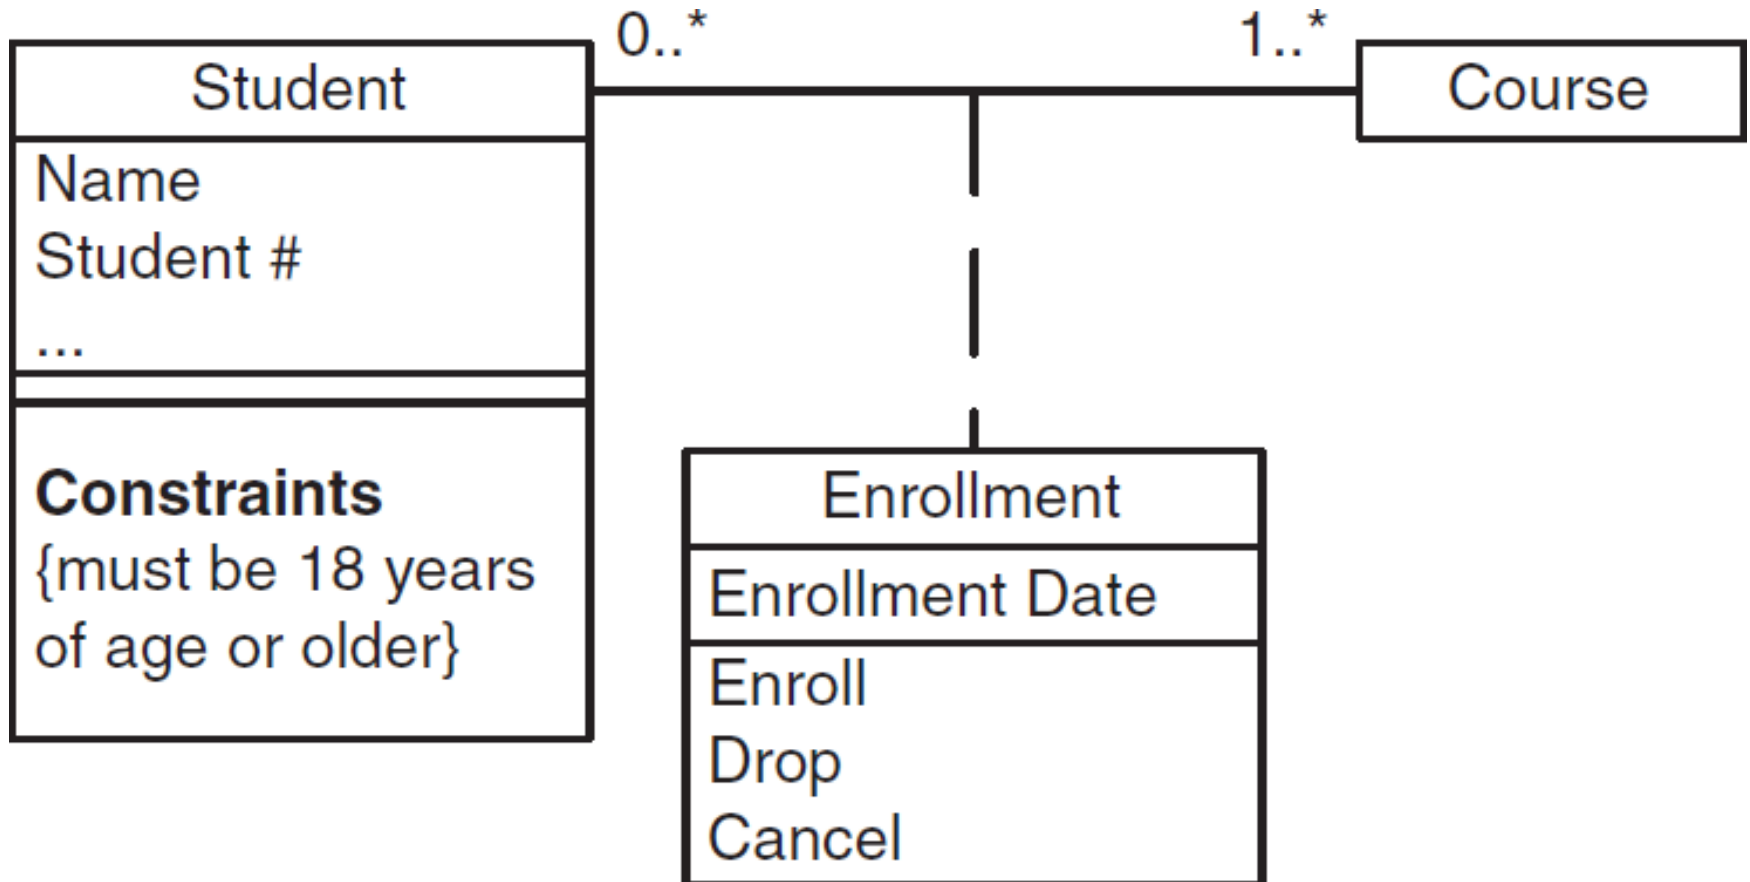 Student
Name
Student #
...
Constraints
{must be 18 years
of age or older}
0..*
1..*
Course
Enrollment
Enrollment Date
Enroll
Drop
Cancel